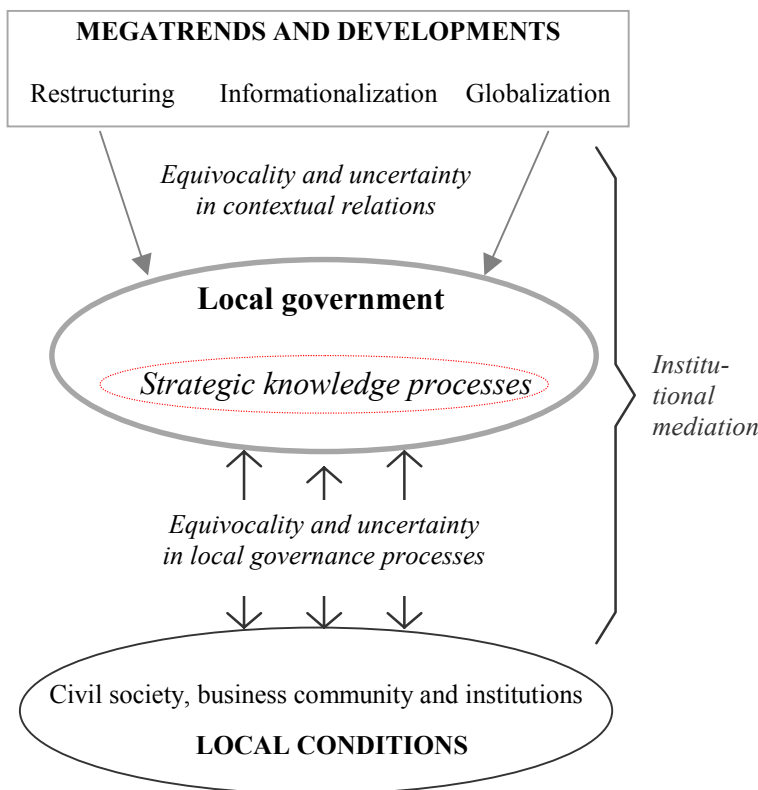 MEGATRENDS AND DEVELOPMENTS
Restructuring Informationalization Globalization
Equivocality and uncertainty
in contextual relations
Local government
Strategic knowledge processes
Institu-
tional
mediation
Equivocality and uncertainty
in local governance processes
Civil society, business community and institutions
LOCAL CONDITIONS